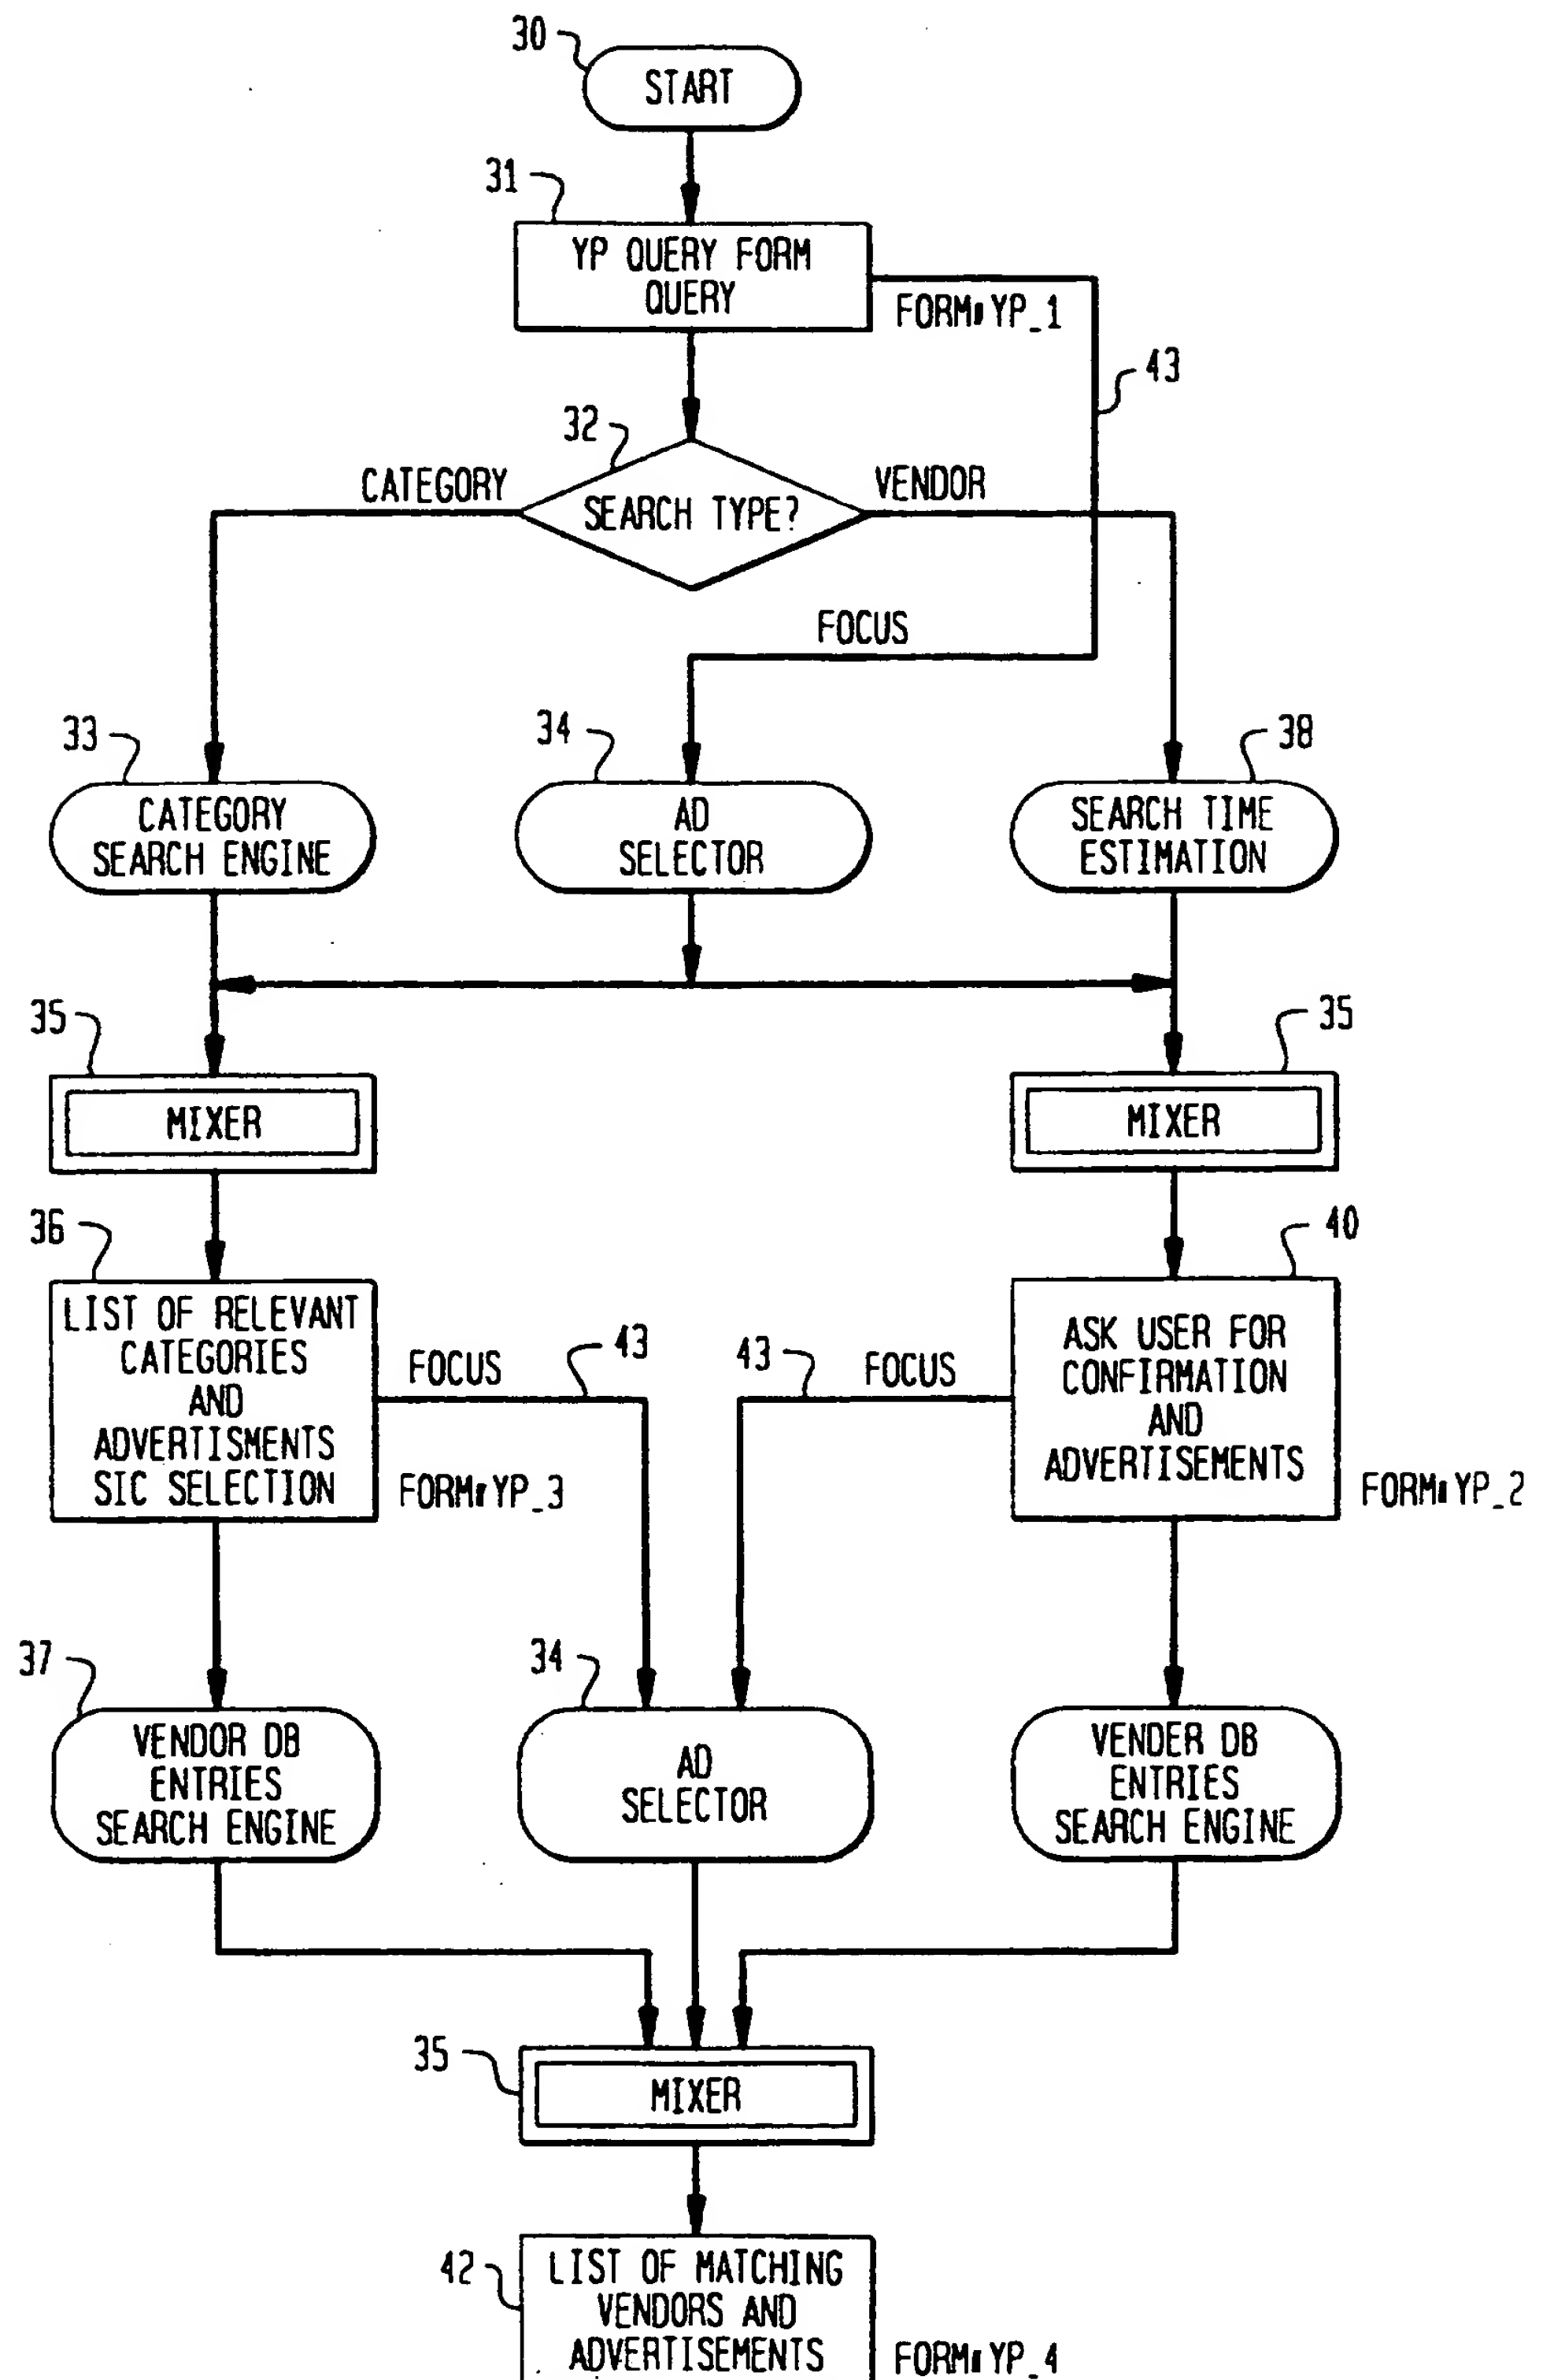 30
START
31
YP QUERY FORM
QUERY
FORM: YP_1
43
32
CATEGORY
SEARCH TYPE?
VENDOR
FOCUS
33
34
38
CATEGORY
SEARCH ENGINE
AD
SELECTOR
SEARCH TIME
ESTIMATION
35
35
MIXER
MIXER
36
40
LIST OF RELEVANT
CATEGORIES
AND
ADVERTISMENTS
SIC SELECTION
FOCUS
43
FORM: YP_3
43
FOCUS
ASK USER FOR
CONFIRMATION
AND
ADVERTISEMENTS
FORM: YP_2
37
34
VENDOR DB
ENTRIES
SEARCH ENGINE
AD
SELECTOR
VENDER DB
ENTRIES
SEARCH ENGINE
35
MIXER
42
LIST OF MATCHING
VENDORS AND
ADVERTISEMENTS
FORM: YP_4